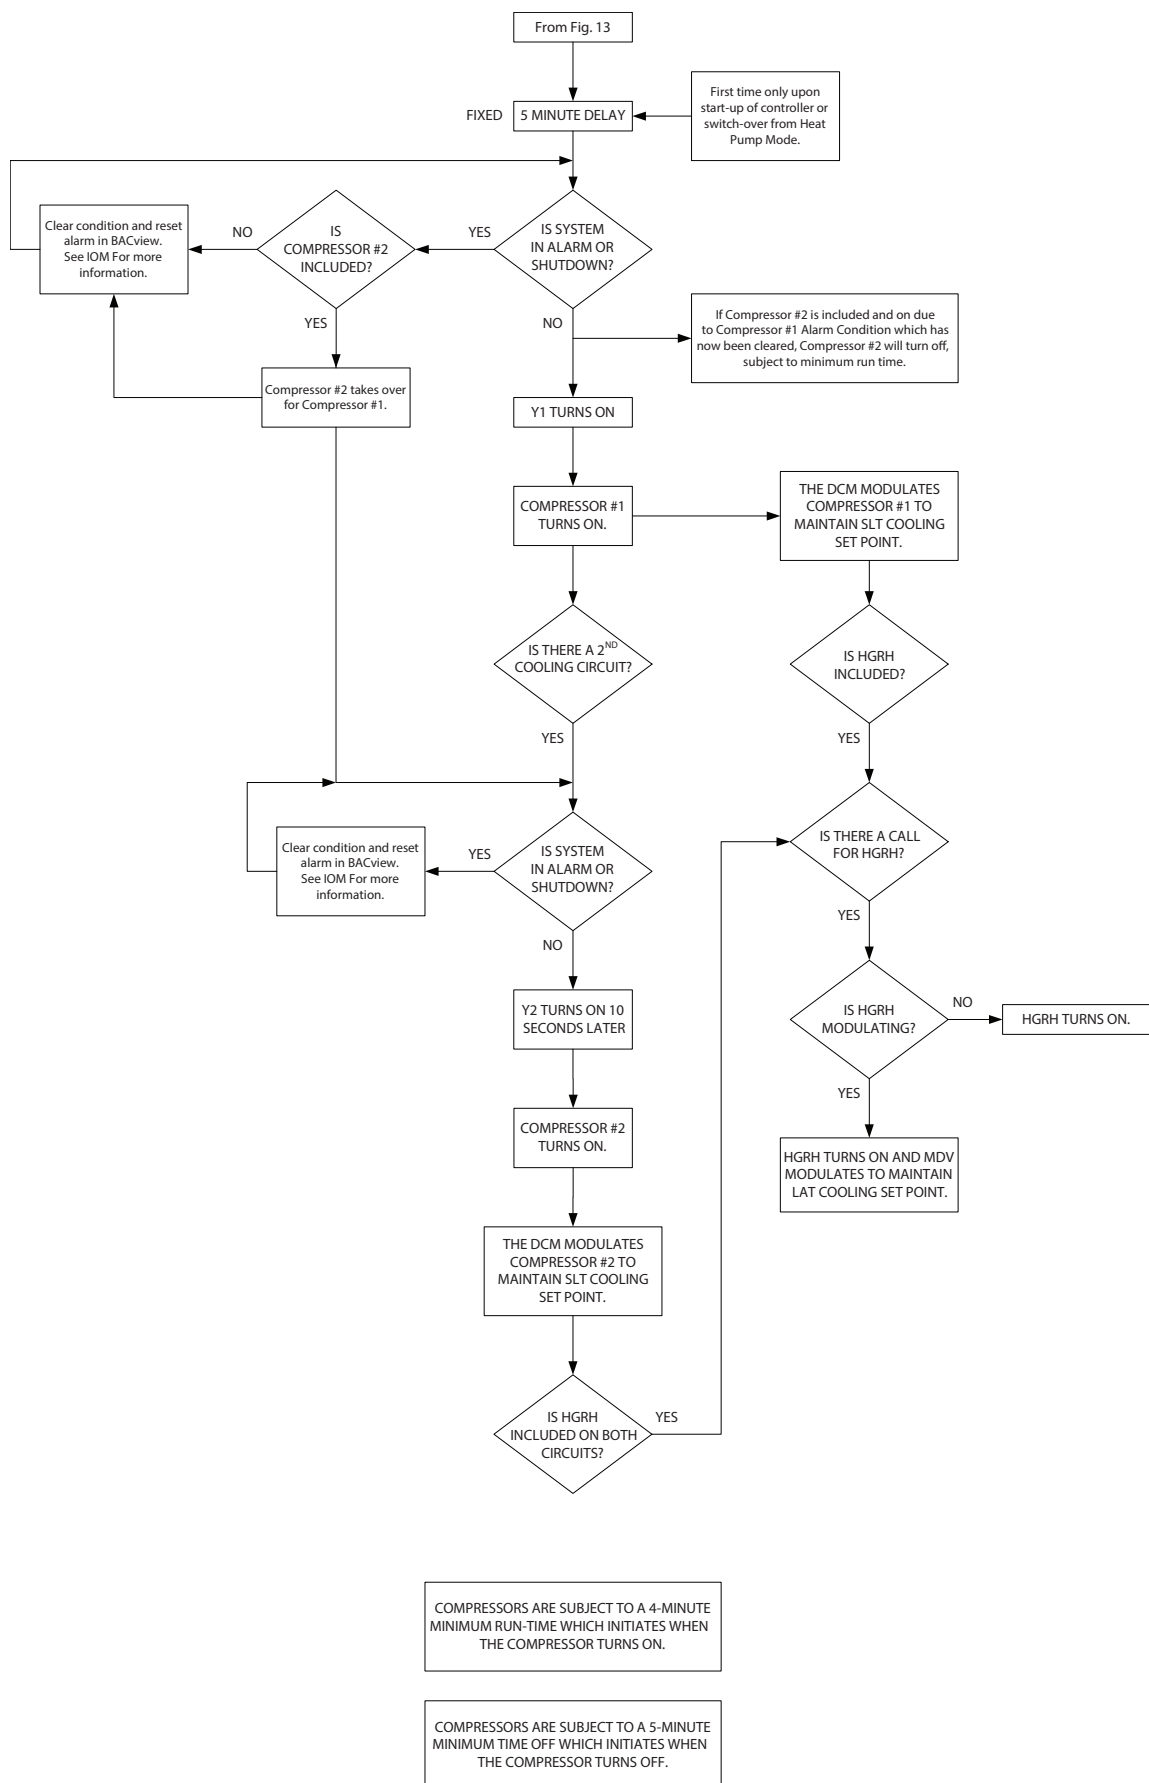 From Fig. 13
FIXED
5 MINUTE DELAY
First time only upon
start-up of controller or
switch-over from Heat
Pump Mode.
Clear condition and reset
alarm in BACview.
See IOM For more
information.
NO
IS
COMPRESSOR #2
INCLUDED?
YES
IS SYSTEM
IN ALARM OR
SHUTDOWN?
YES
NO
If Compressor #2 is included and on due
to Compressor #1 Alarm Condition which has
now been cleared, Compressor #2 will turn off,
subject to minimum run time.
Compressor #2 takes over
for Compressor #1.
Y1 TURNS ON
COMPRESSOR #1
TURNS ON.
THE DCM MODULATES
COMPRESSOR #1 TO
MAINTAIN SLT COOLING
SET POINT.
IS THERE A 2ND
COOLING CIRCUIT?
YES
IS HGRH
INCLUDED?
YES
Clear condition and reset
alarm in BACview.
See IOM For more
information.
YES
IS SYSTEM
IN ALARM OR
SHUTDOWN?
NO
IS THERE A CALL
FOR HGRH?
YES
Y2 TURNS ON 10
SECONDS LATER
IS HGRH
MODULATING?
NO
HGRH TURNS ON.
YES
COMPRESSOR #2
TURNS ON.
HGRH TURNS ON AND MDV
MODULATES TO MAINTAIN
LAT COOLING SET POINT.
THE DCM MODULATES
COMPRESSOR #2 TO
MAINTAIN SLT COOLING
SET POINT.
IS HGRH
INCLUDED ON BOTH
CIRCUITS?
YES
COMPRESSORS ARE SUBJECT TO A 4-MINUTE
MINIMUM RUN-TIME WHICH INITIATES WHEN
THE COMPRESSOR TURNS ON.
COMPRESSORS ARE SUBJECT TO A 5-MINUTE
MINIMUM TIME OFF WHICH INITIATES WHEN
THE COMPRESSOR TURNS OFF.